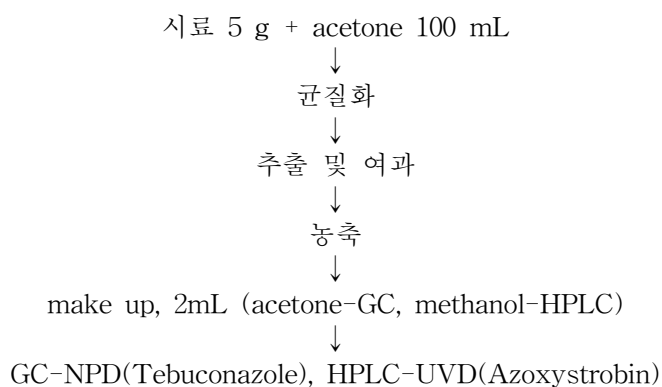 시료 5 g + acetone 100 mL
↓
균질화
↓
추출 및 여과
↓
농축
↓
make up, 2mL (acetone-GC, methanol-HPLC)
↓
GC-NPD(Tebuconazole), HPLC-UVD(Azoxystrobin)